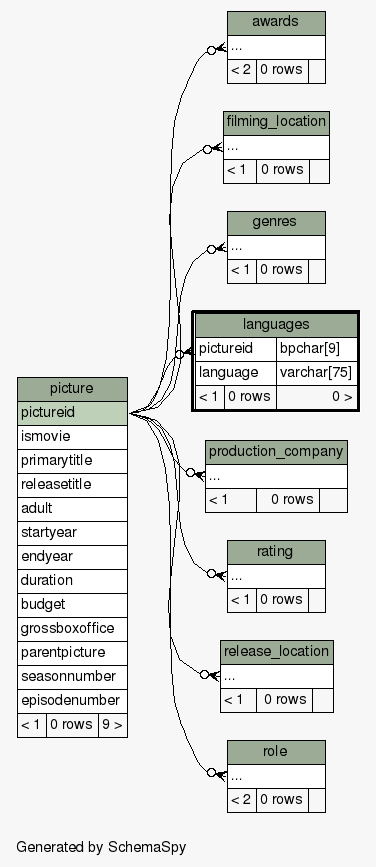 awards
...
< 2 0 rows
filming_location
...
< 1 0 rows
genres
...
< 1 0 rows
languages
pictureid bpchar[9]
language varchar[75]
< 1 0 rows 0 >
picture
pictureid
ismovie
primarytitle
releasetitle
adult
startyear
endyear
duration
budget
grossboxoffice
parentpicture
seasonnumber
episodenumber
< 1 0 rows 9 >
production_company
...
< 1 0 rows
rating
...
< 1 0 rows
release_location
...
< 1 0 rows
role
...
< 2 0 rows
Generated by SchemaSpy